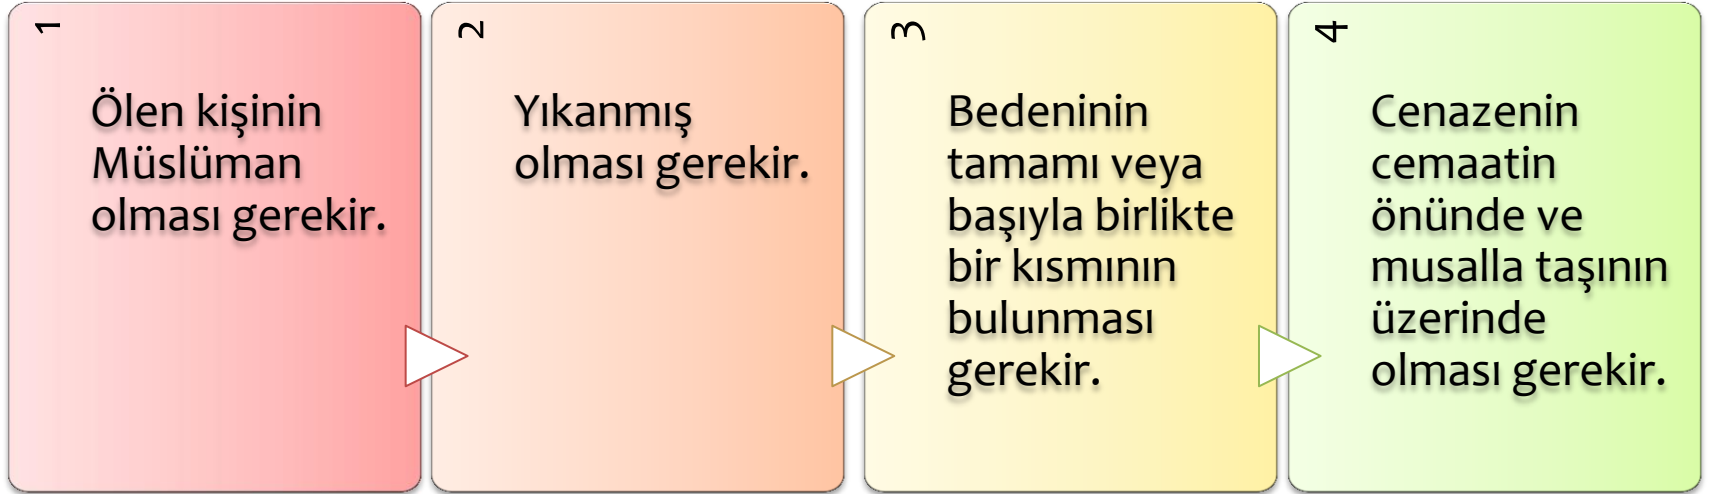 1
Ölen kişinin
Müslüman
olması gerekir.
2
Yıkanmış
olması gerekir.
3
Bedeninin
tamamı veya
başıyla birlikte
bir kısmının
bulunması
gerekir.
4
Cenazenin
cemaatin
önünde ve
musalla taşının
üzerinde
olması gerekir.